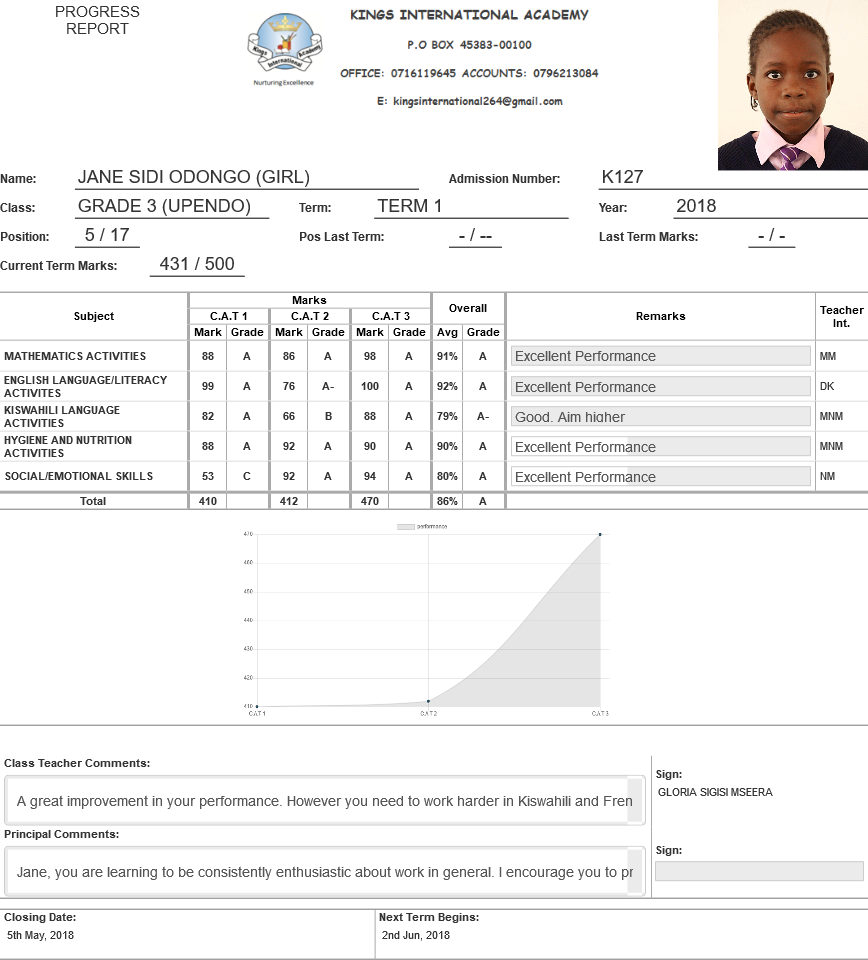 PROGRESS
REPORT
Kings International Academy
Nurturing Excellence
KINGS INTERNATIONAL ACADEMY
P.O BOX 45383-00100
OFFICE: 0716119645 ACCOUNTS: 0796213084
E: kingsinternational264@gmail.com
Name: JANE SIDI ODONGO (GIRL) Admission Number: K127
Class: GRADE 3 (UPENDO) Term: TERM 1 Year: 2018
Position: 5 / 17 Pos Last Term: - / -- Last Term Marks: - / -
Current Term Marks: 431 / 500
Subject Marks Overall Remarks Teacher Int.
C.A.T 1 C.A.T 2 C.A.T 3
Mark Grade Mark Grade Mark Grade Avg Grade
MATHEMATICS ACTIVITIES 88 A 86 A 98 A 91% A Excellent Performance MM
ENGLISH LANGUAGE/LITERACY ACTIVITES 99 A 76 A- 100 A 92% A Excellent Performance DK
KISWAHILI LANGUAGE ACTIVITIES 82 A 66 B 88 A 79% A- Good. Aim higher MNM
HYGIENE AND NUTRITION ACTIVITIES 88 A 92 A 90 A 90% A Excellent Performance MNM
SOCIAL/EMOTIONAL SKILLS 53 C 92 A 94 A 80% A Excellent Performance NM
Total 410 412 470 86% A
performance
470
460
450
440
430
420
410
CAT1 CAT2 CAT3
Class Teacher Comments:
A great improvement in your performance. However you need to work harder in Kiswahili and Fren
Sign:
GLORIA SIGISI MSEERA
Principal Comments:
Jane, you are learning to be consistently enthusiastic about work in general. I encourage you to pr
Sign:
Closing Date: Next Term Begins:
5th May, 2018 2nd Jun, 2018